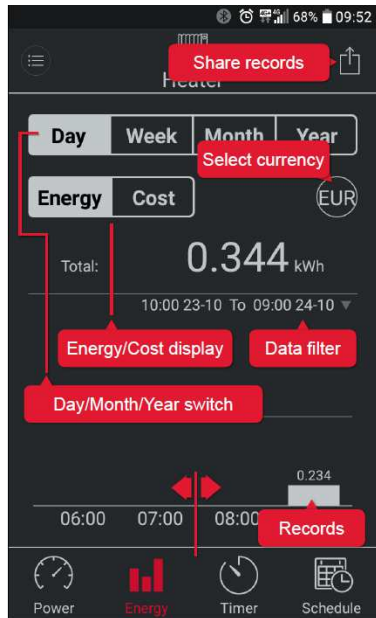 68% 09:52
Share records
Heater
Day Week Month Year
Select currency
Energy Cost EUR
Total: 0.344 kWh
10:00 23-10 To 09:00 24-10
Energy/Cost display Data filter
Day/Month/Year switch
0.234
06:00 07:00 08:00
Records
Power Energy Timer Schedule